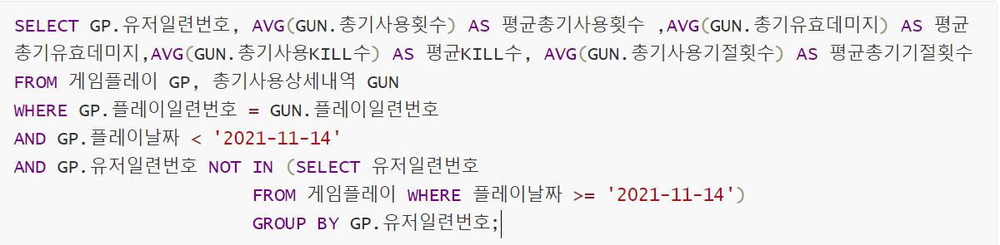 SELECT GP.유저일련번호, AVG(GUN.총기사용횟수) AS 평균총기사용횟수 ,AVG(GUN.총기유효데미지) AS 평균
총기유효데미지,AVG(GUN.총기사용KILL수) AS 평균KILL수, AVG(GUN.총기사용기절횟수) AS 평균총기기절횟수
FROM 게임플레이 GP, 총기사용상세내역 GUN
WHERE GP.플레이일련번호 = GUN.플레이일련번호
AND GP.플레이날짜 < '2021-11-14'
AND GP.유저일련번호 NOT IN (SELECT 유저일련번호
FROM 게임플레이 WHERE 플레이날짜 >= '2021-11-14')
GROUP BY GP.유저일련번호;